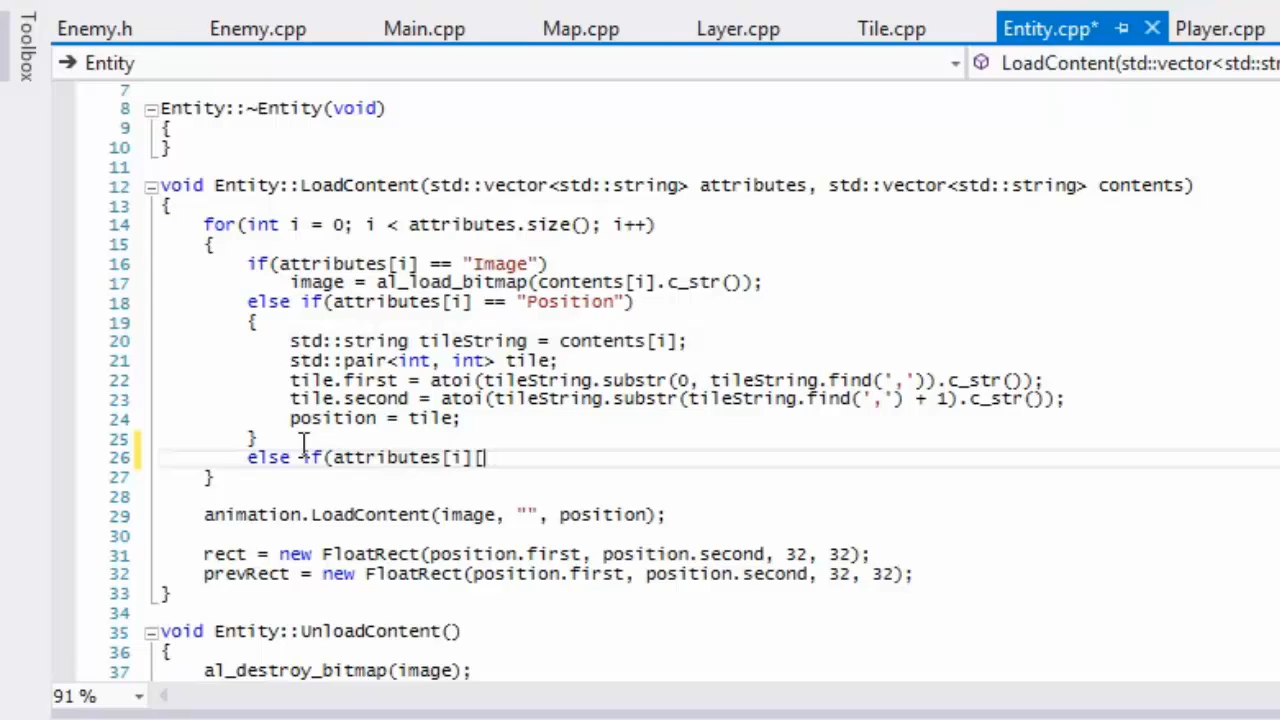 Toolbox
Enemy.h Enemy.cpp Main.cpp Map.cpp Layer.cpp Tile.cpp Entity.cpp* Player.cpp
Entity LoadContent(std::vector<std::str
7
8 Entity::~Entity(void)
9 {
10 }
11
12 void Entity::LoadContent(std::vector<std::string> attributes, std::vector<std::string> contents)
13 {
14 for(int i = 0; i < attributes.size(); i++)
15 {
16 if(attributes[i] == "Image")
17 image = al_load_bitmap(contents[i].c_str());
18 else if(attributes[i] == "Position")
19 {
20 std::string tileString = contents[i];
21 std::pair<int, int> tile;
22 tile.first = atoi(tileString.substr(0, tileString.find(',')).c_str());
23 tile.second = atoi(tileString.substr(tileString.find(',') + 1).c_str());
24 position = tile;
25 }
26 else if(attributes[i][
27 }
28
29 animation.LoadContent(image, "", position);
30
31 rect = new FloatRect(position.first, position.second, 32, 32);
32 prevRect = new FloatRect(position.first, position.second, 32, 32);
33 }
34
35 void Entity::UnloadContent()
36 {
37 al_destroy_bitmap(image);
91 %